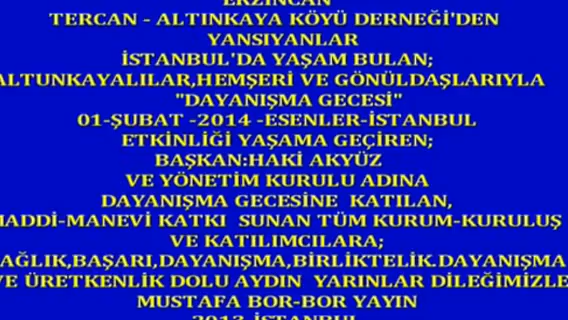 ERZİNCAN
TERCAN - ALTINKAYA KÖYÜ DERNEĞİ'DEN
YANSIYANLAR
İSTANBUL'DA YAŞAM BULAN;
ALTUNKAYALILAR,HEMŞERİ VE GÖNÜLDAŞLARIYLA
"DAYANIŞMA GECESİ"
01-ŞUBAT -2014 -ESENLER-İSTANBUL
ETKİNLİĞİ YAŞAMA GEÇİREN;
BAŞKAN:HAKİ AKYÜZ
VE YÖNETİM KURULU ADINA
DAYANIŞMA GECESİNE KATILAN,
MADDİ-MANEVİ KATKI SUNAN TÜM KURUM-KURULUŞ
VE KATILIMCILARA;
SAĞLIK,BAŞARI,DAYANIŞMA,BİRLİKTELİK.DAYANIŞMA
VE ÜRETKENLİK DOLU AYDIN YARINLAR DİLEĞİMİZLE
MUSTAFA BOR-BOR YAYIN
2013-İSTANBUL